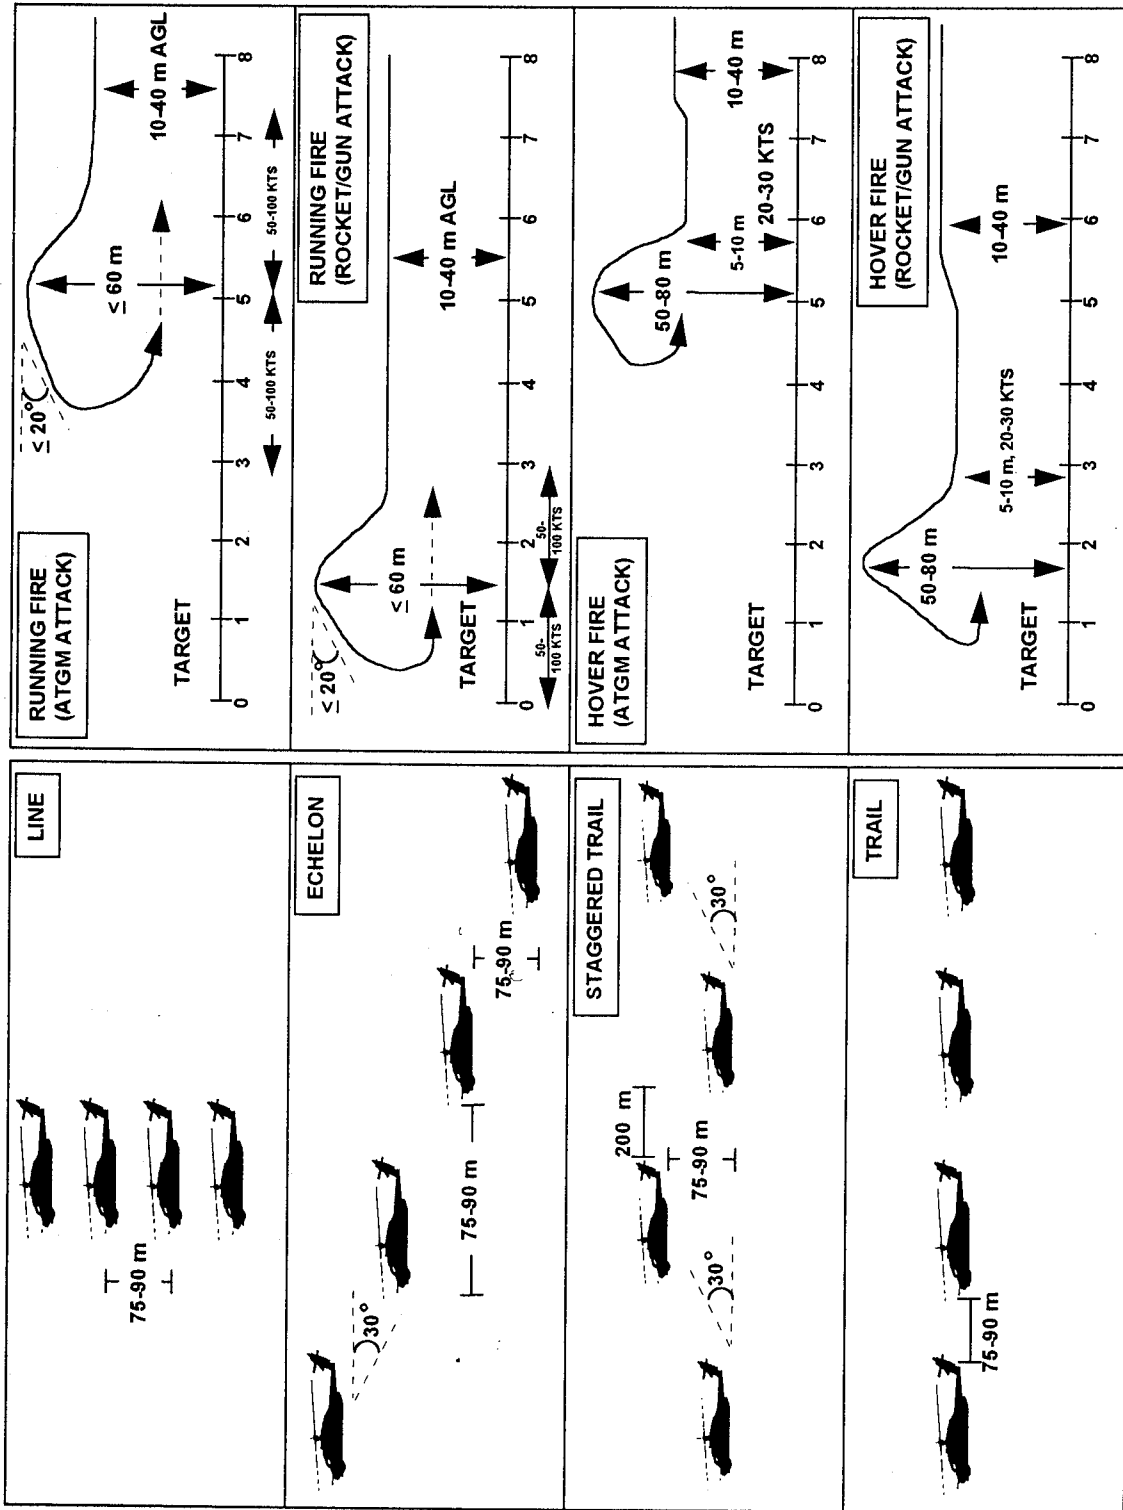 LINE
75-90 m
ECHELON
30°
75-90 m
75-90 m
STAGGERED TRAIL
200 m
75-90 m
30°
30°
TRAIL
75-90 m
RUNNING FIRE
(ATGM ATTACK)
≤ 20°
≤ 60 m
10-40 m AGL
TARGET
0 1 2 3 4 5 6 7 8
50-100 KTS
50-100 KTS
RUNNING FIRE
(ROCKET/GUN ATTACK)
≤ 20°
≤ 60 m
10-40 m AGL
TARGET
0 1 2 3 4 5 6 7 8
50-
100 KTS
50-
100 KTS
HOVER FIRE
(ATGM ATTACK)
50-80 m
5-10 m
20-30 KTS
10-40 m
TARGET
0 1 2 3 4 5 6 7 8
HOVER FIRE
(ROCKET/GUN ATTACK)
50-80 m
5-10 m, 20-30 KTS
10-40 m
TARGET
0 1 2 3 4 5 6 7 8